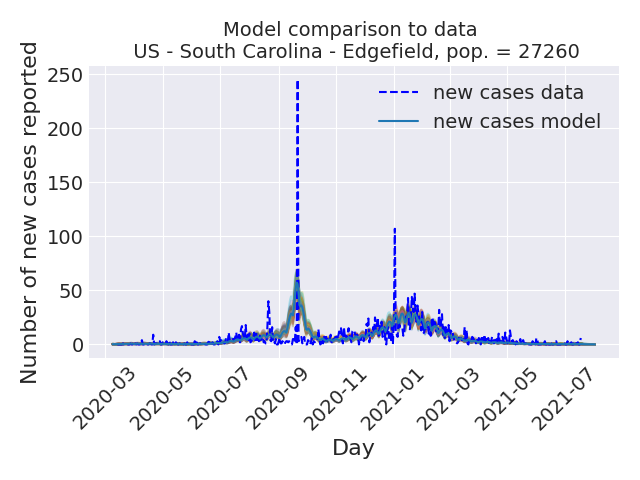 Model comparison to data
US - South Carolina - Edgefield, pop. = 27260
Number of new cases reported
250
200
150
100
50
0
new cases data
new cases model
2020-03
2020-05
2020-07
2020-09
2020-11
2021-01
2021-03
2021-05
2021-07
Day